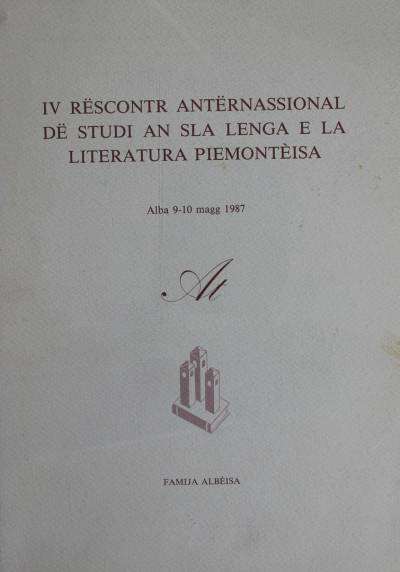 IV RËSCONTR ANTËRNASSIONAL
DË STUDI AN SLA LENGA E LA
LITERATURA PIEMONTÈISA
Alba 9-10 magg 1987
At
FAMIJA ALBÈISA